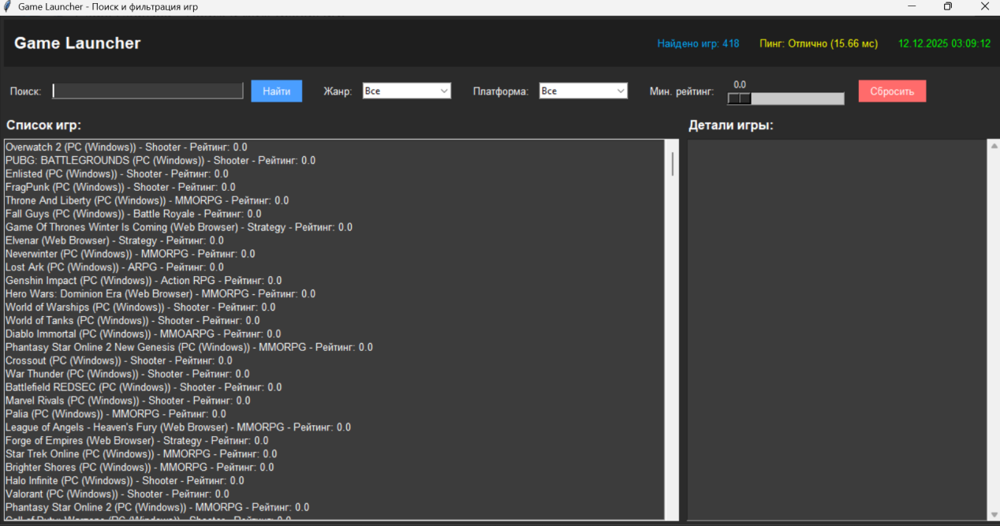 Game Launcher - Поиск и фильтрация игр
Game Launcher
Найдено игр: 418 Пинг: Отлично (15.66 мс) 12.12.2025 03:09:12
Поиск: Найти Жанр: Все Платформа: Все Мин. рейтинг: 0.0 Сбросить
Список игр:
Детали игры:
Overwatch 2 (PC (Windows)) - Shooter - Рейтинг: 0.0
PUBG: BATTLEGROUNDS (PC (Windows)) - Shooter - Рейтинг: 0.0
Enlisted (PC (Windows)) - Shooter - Рейтинг: 0.0
FragPunk (PC (Windows)) - Shooter - Рейтинг: 0.0
Throne And Liberty (PC (Windows)) - MMORPG - Рейтинг: 0.0
Fall Guys (PC (Windows)) - Battle Royale - Рейтинг: 0.0
Game Of Thrones Winter Is Coming (Web Browser) - Strategy - Рейтинг: 0.0
Elvenar (Web Browser) - Strategy - Рейтинг: 0.0
Neverwinter (PC (Windows)) - MMORPG - Рейтинг: 0.0
Lost Ark (PC (Windows)) - ARPG - Рейтинг: 0.0
Genshin Impact (PC (Windows)) - Action RPG - Рейтинг: 0.0
Hero Wars: Dominion Era (Web Browser) - MMORPG - Рейтинг: 0.0
World of Warships (PC (Windows)) - Shooter - Рейтинг: 0.0
World of Tanks (PC (Windows)) - Shooter - Рейтинг: 0.0
Diablo Immortal (PC (Windows)) - MMOARPG - Рейтинг: 0.0
Phantasy Star Online 2 New Genesis (PC (Windows)) - MMORPG - Рейтинг: 0.0
Crossout (PC (Windows)) - Shooter - Рейтинг: 0.0
War Thunder (PC (Windows)) - Shooter - Рейтинг: 0.0
Battlefield REDSEC (PC (Windows)) - Shooter - Рейтинг: 0.0
Marvel Rivals (PC (Windows)) - Shooter - Рейтинг: 0.0
Palia (PC (Windows)) - MMORPG - Рейтинг: 0.0
League of Angels - Heaven's Fury (Web Browser) - MMORPG - Рейтинг: 0.0
Forge of Empires (Web Browser) - Strategy - Рейтинг: 0.0
Star Trek Online (PC (Windows)) - MMORPG - Рейтинг: 0.0
Brighter Shores (PC (Windows)) - MMORPG - Рейтинг: 0.0
Halo Infinite (PC (Windows)) - Shooter - Рейтинг: 0.0
Valorant (PC (Windows)) - Shooter - Рейтинг: 0.0
Phantasy Star Online 2 (PC (Windows)) - MMORPG - Рейтинг: 0.0
Call of Duty: Warzone (PC (Windows)) - Shooter - Рейтинг: 0.0